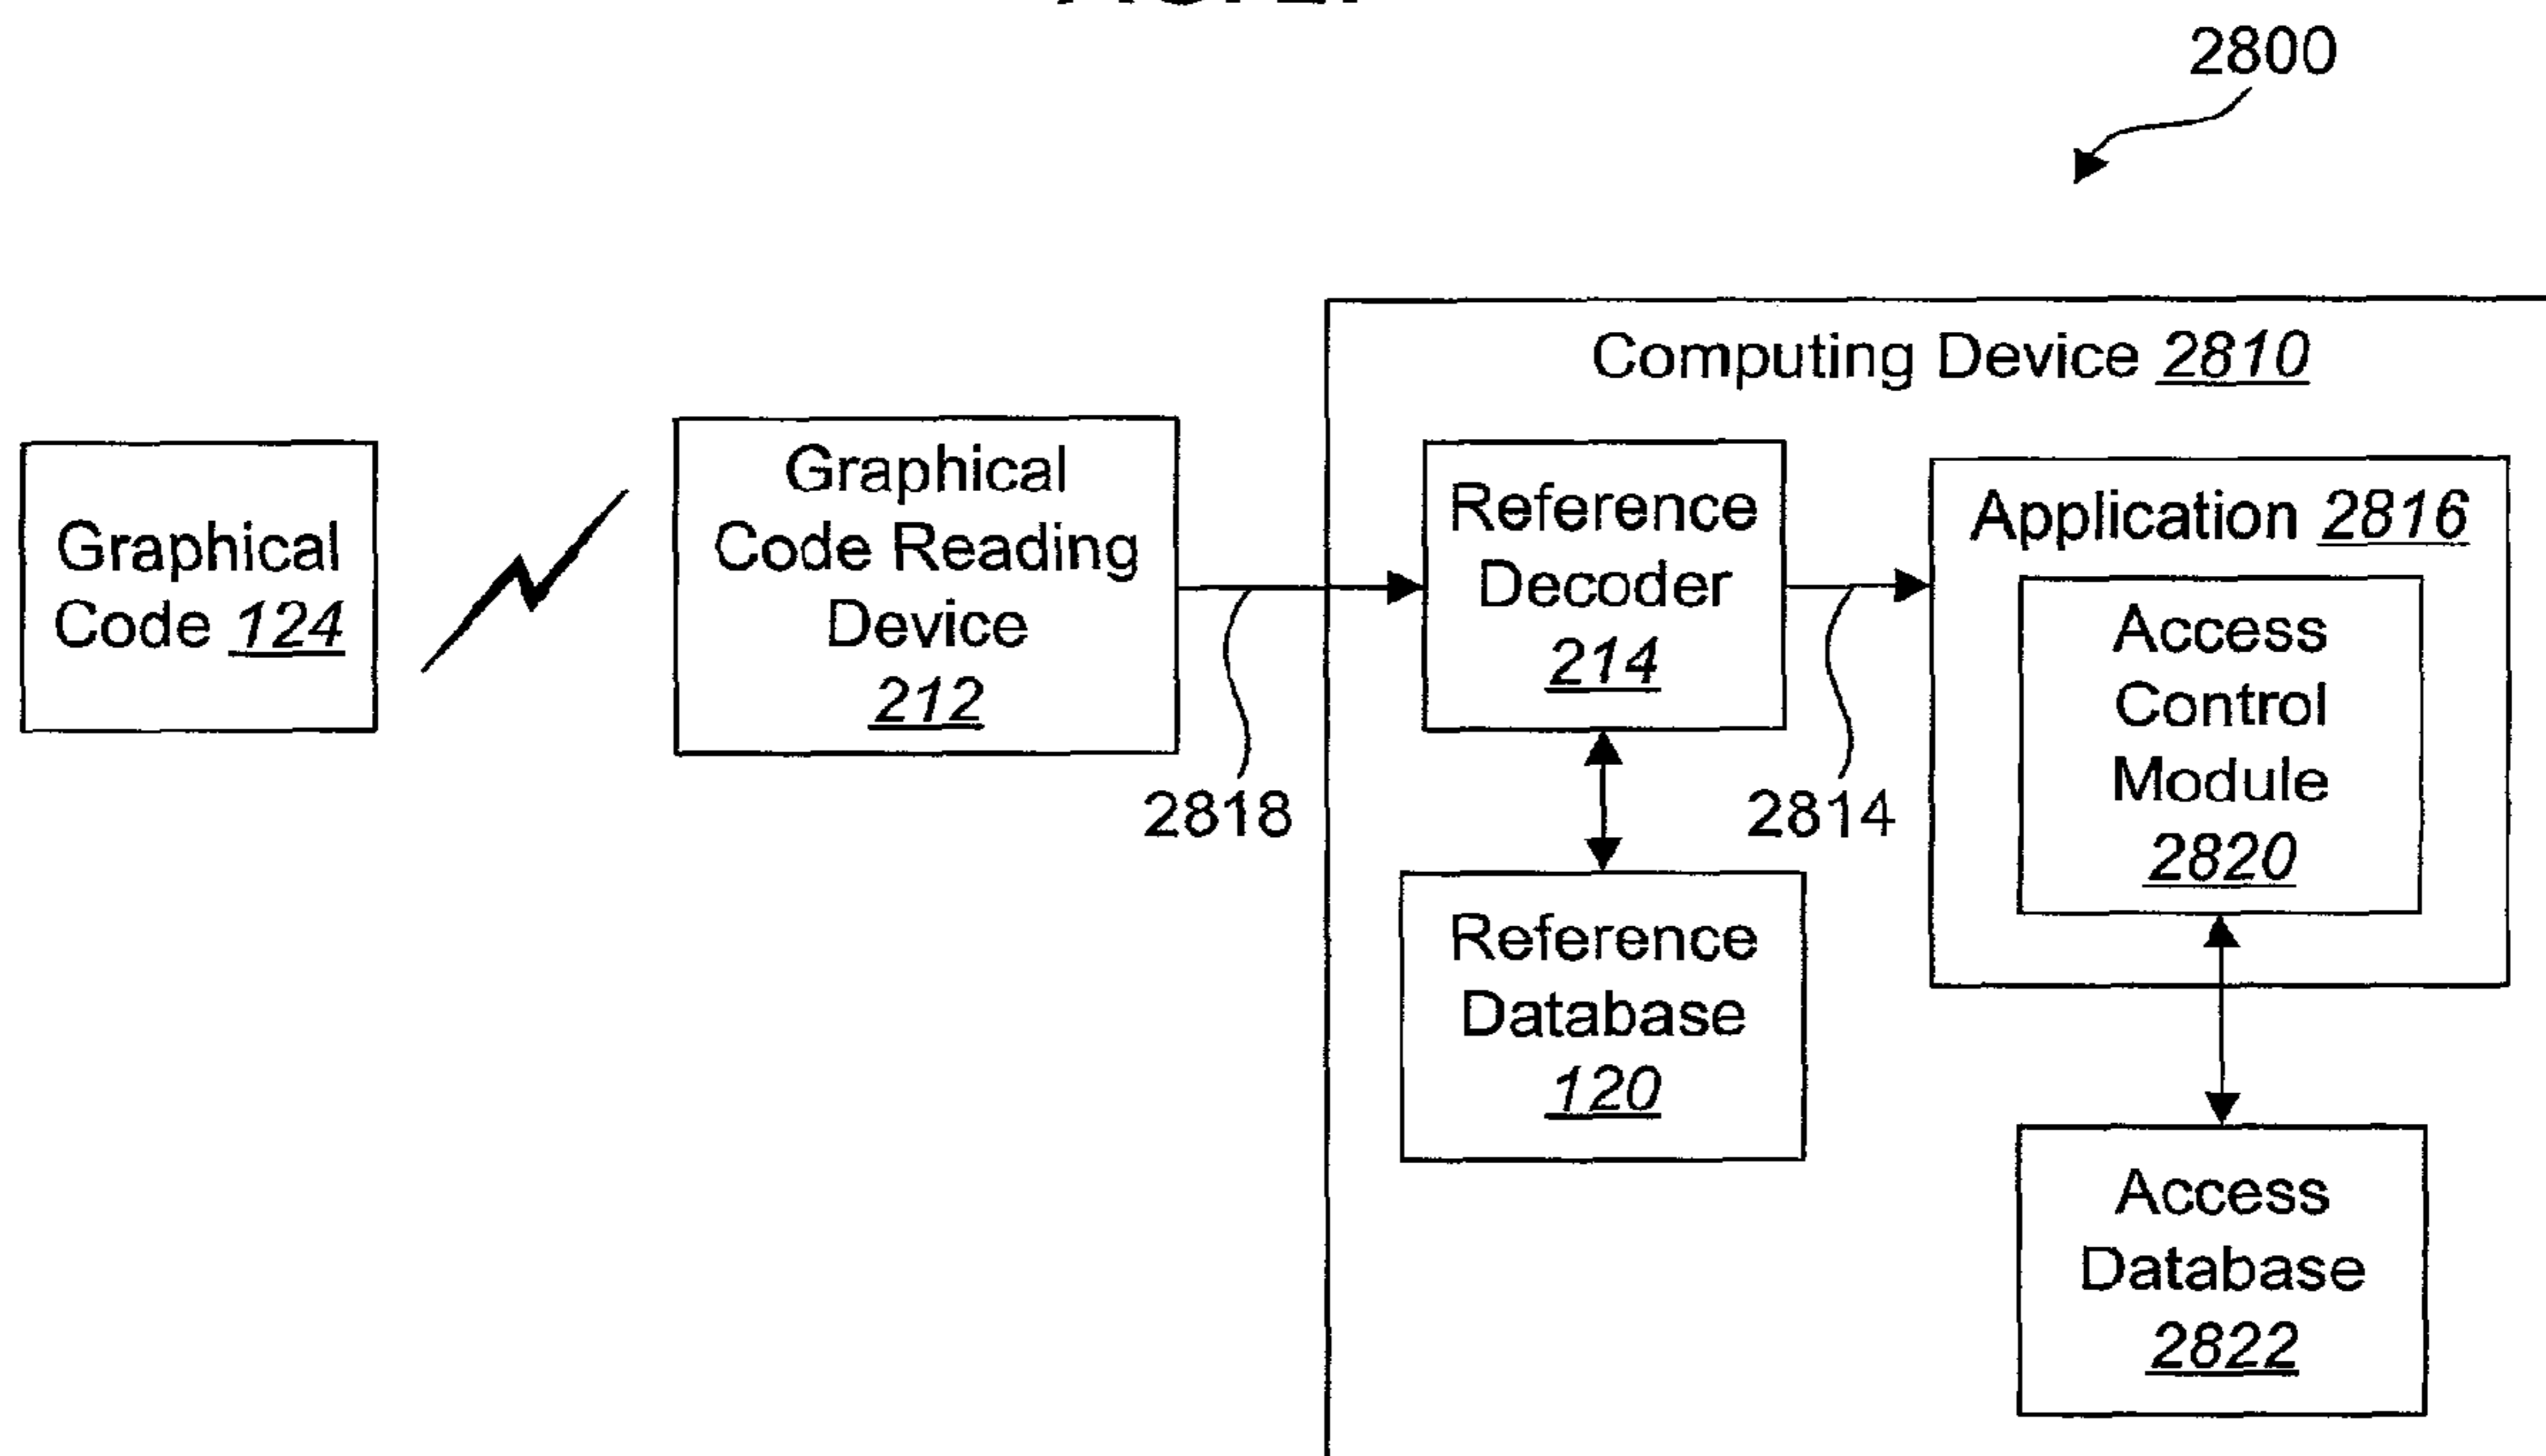 2800
Computing Device 2810
Graphical
Code 124
Graphical
Code Reading
Device
212
2818
Reference
Decoder
214
2814
Application 2816
Access
Control
Module
2820
Reference
Database
120
Access
Database
2822